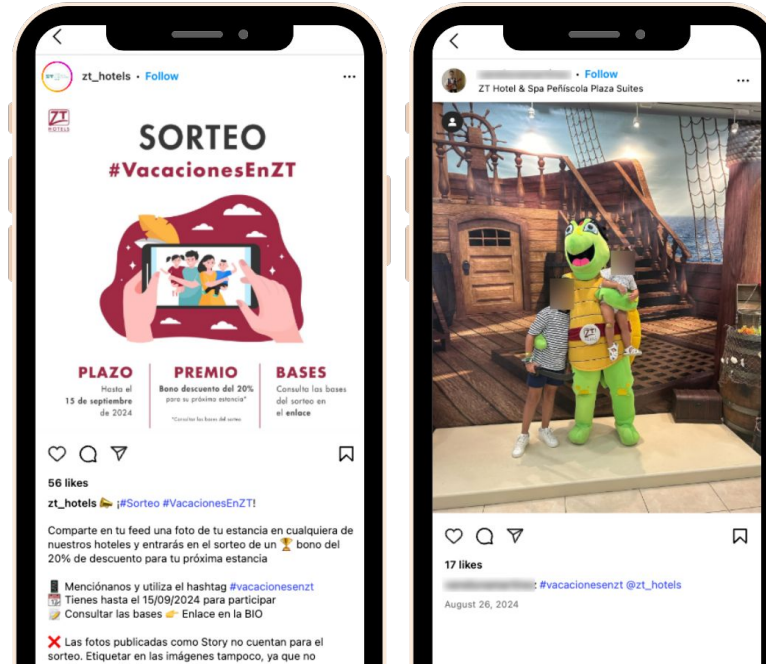 zt_hotels • Follow
ZT
HOTELS
SORTEO
#VacacionesEnZT
PLAZO
Hasta el
15 de septiembre
de 2024
PREMIO
Bono descuento del 20%
para su próxima estancia*
*Consultar las bases del sorteo
BASES
Consulta las bases
del sorteo en
el enlace
56 likes
zt_hotels 📣 ¡#Sorteo #VacacionesEnZT!
Comparte en tu feed una foto de tu estancia en cualquiera de
nuestros hoteles y entrarás en el sorteo de un 🏆 bono del
20% de descuento para tu próxima estancia
📱 Menciónanos y utiliza el hashtag #vacacionesenzt
📆 Tienes hasta el 15/09/2024 para participar
📝 Consultar las bases 👉 Enlace en la BIO
❌ Las fotos publicadas como Story no cuentan para el
sorteo. Etiquetar en las imágenes tampoco, ya que no
• Follow
ZT Hotel & Spa Peñíscola Plaza Suites
ZT
17 likes
: #vacacionesenzt @zt_hotels
August 26, 2024